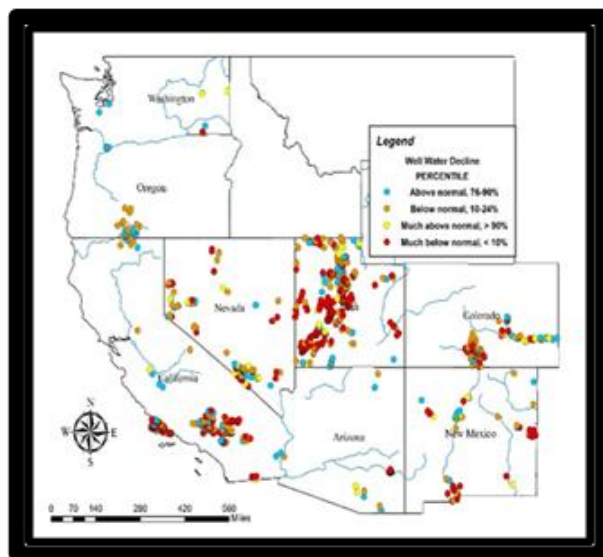 Washington
Legend
Well Water Decline
PERCENTILE
Above normal, 76-90%
Below normal, 10-24%
Much above normal, > 90%
Much below normal, < 10%
Oregon
Nevada
Colorado
California
Arizona
New Mexico
N
W E
S
0 70 140 280 420 560
Miles